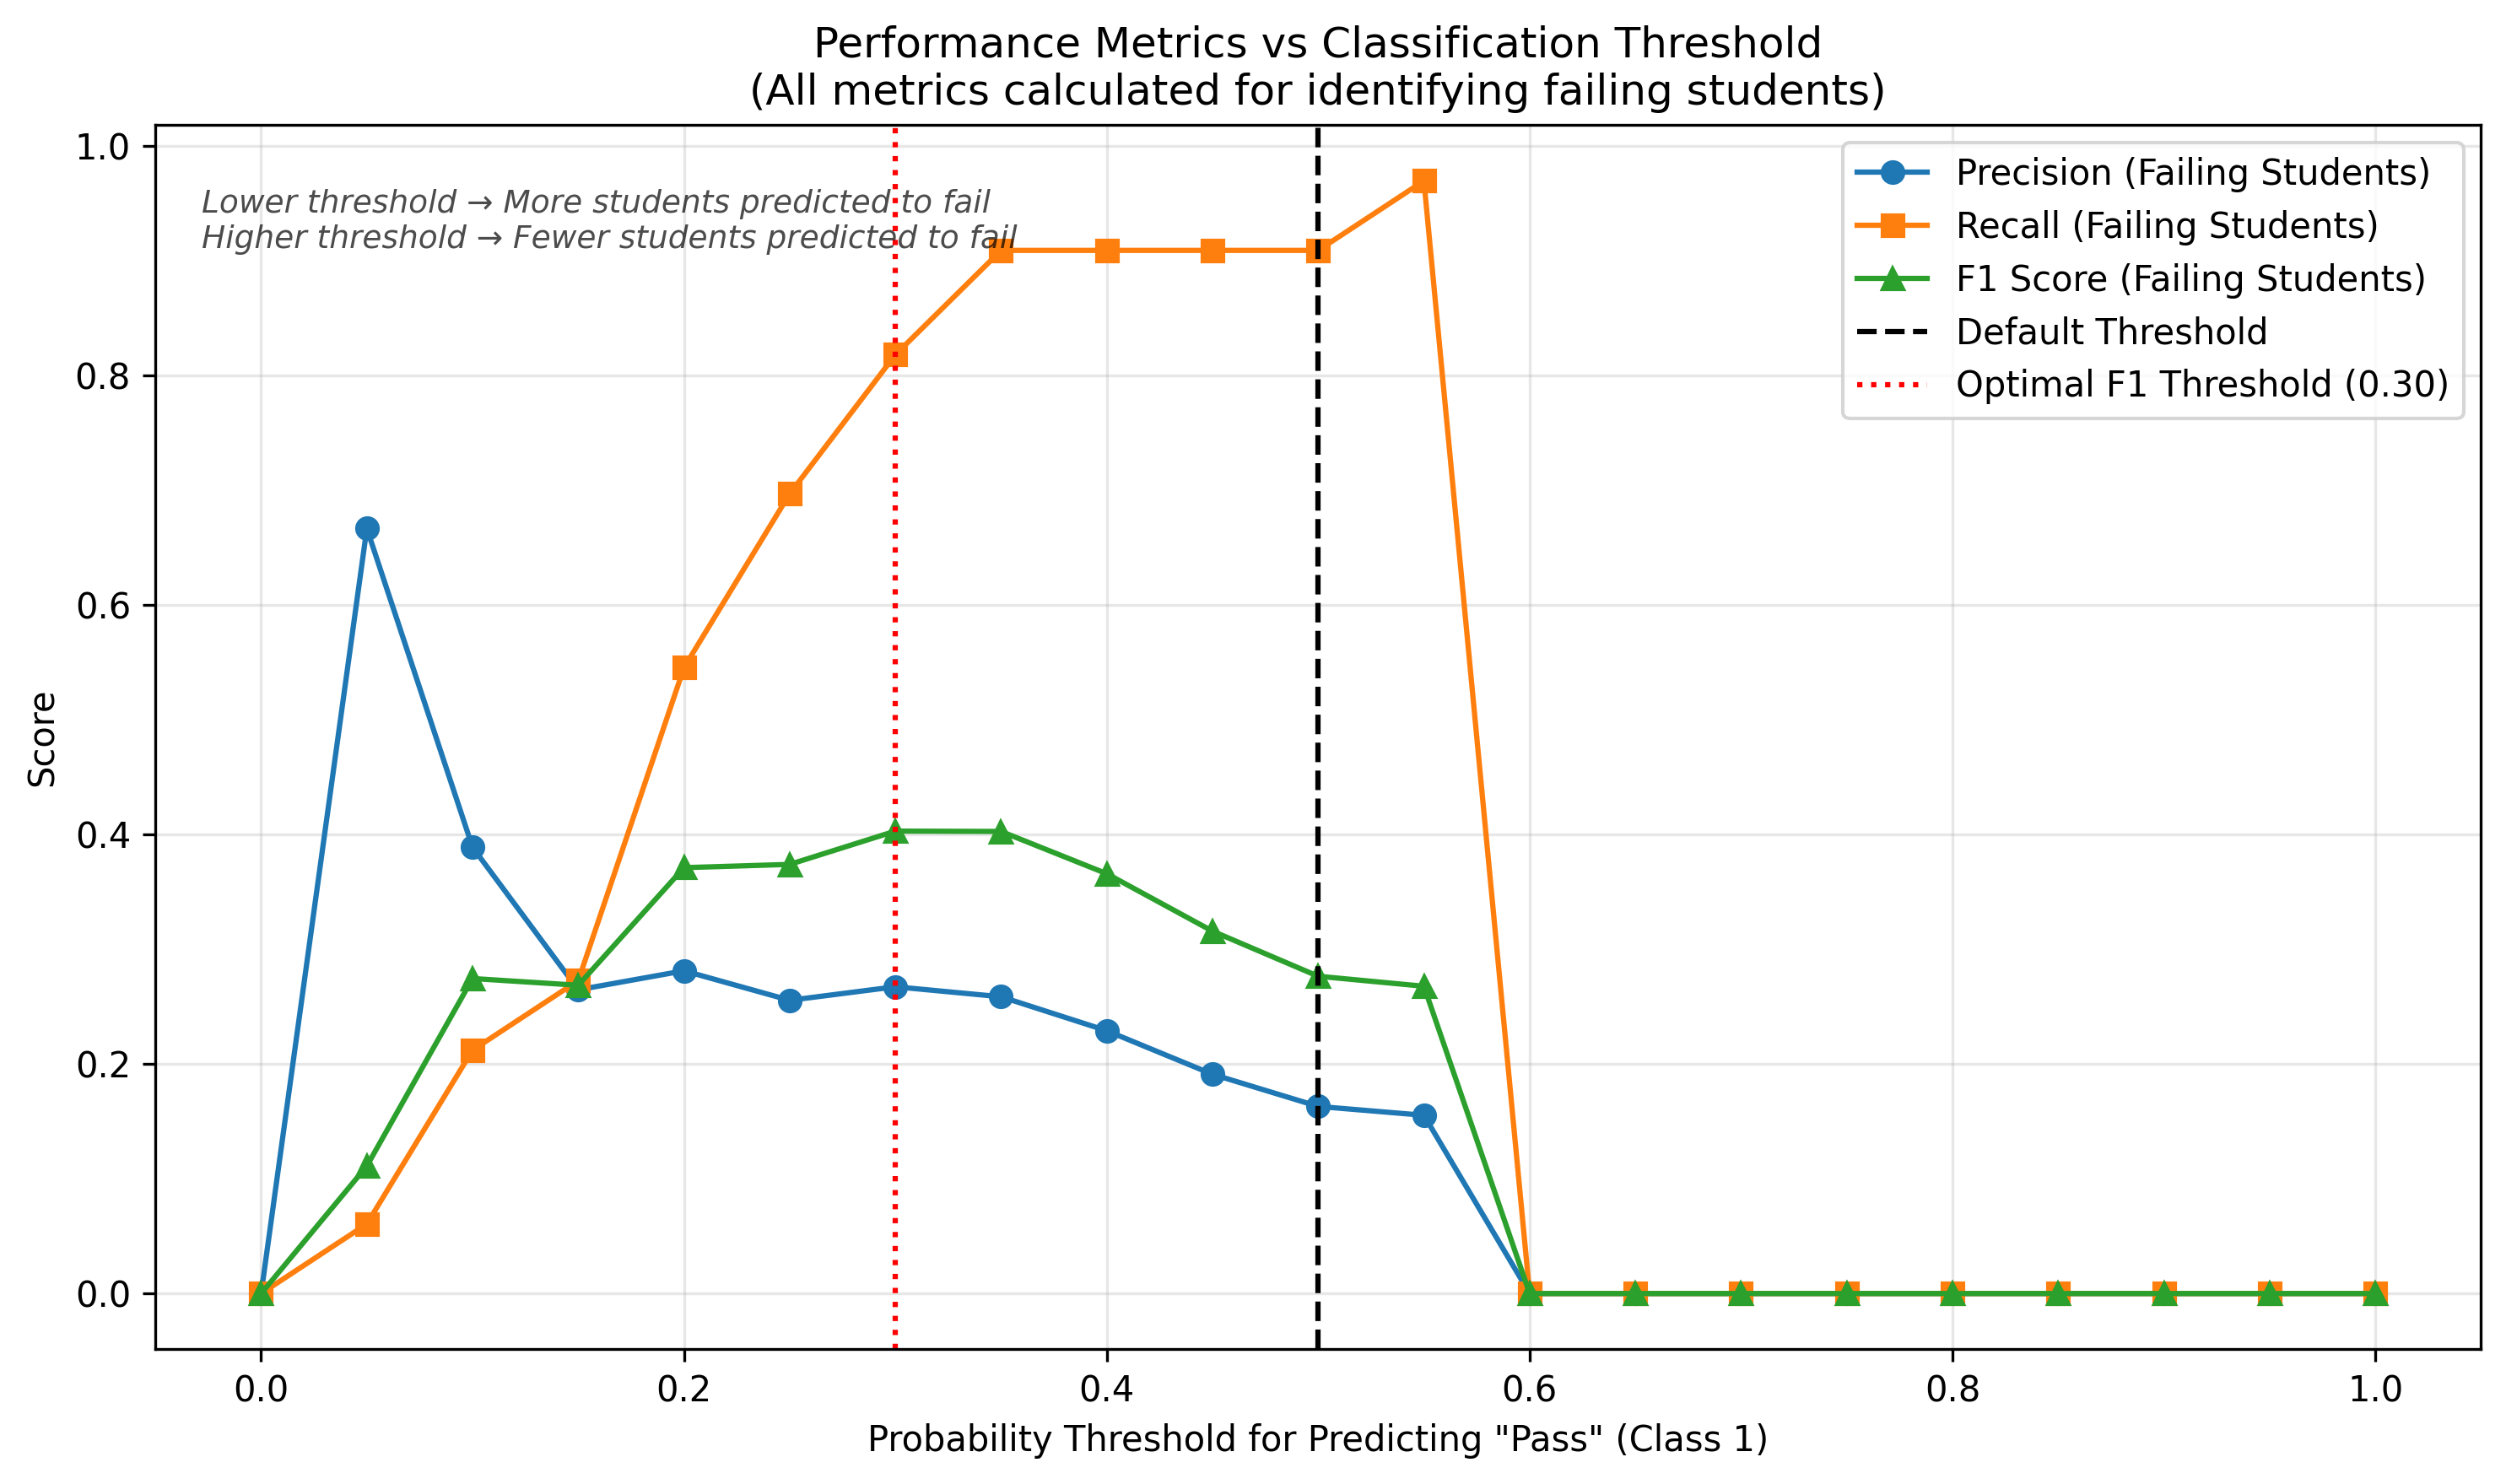 Performance Metrics vs Classification Threshold
(All metrics calculated for identifying failing students)
Lower threshold → More students predicted to fail
Higher threshold → Fewer students predicted to fail
Precision (Failing Students)
Recall (Failing Students)
F1 Score (Failing Students)
Default Threshold
Optimal F1 Threshold (0.30)
Score
1.0
0.8
0.6
0.4
0.2
0.0
0.0 0.2 0.4 0.6 0.8 1.0
Probability Threshold for Predicting "Pass" (Class 1)